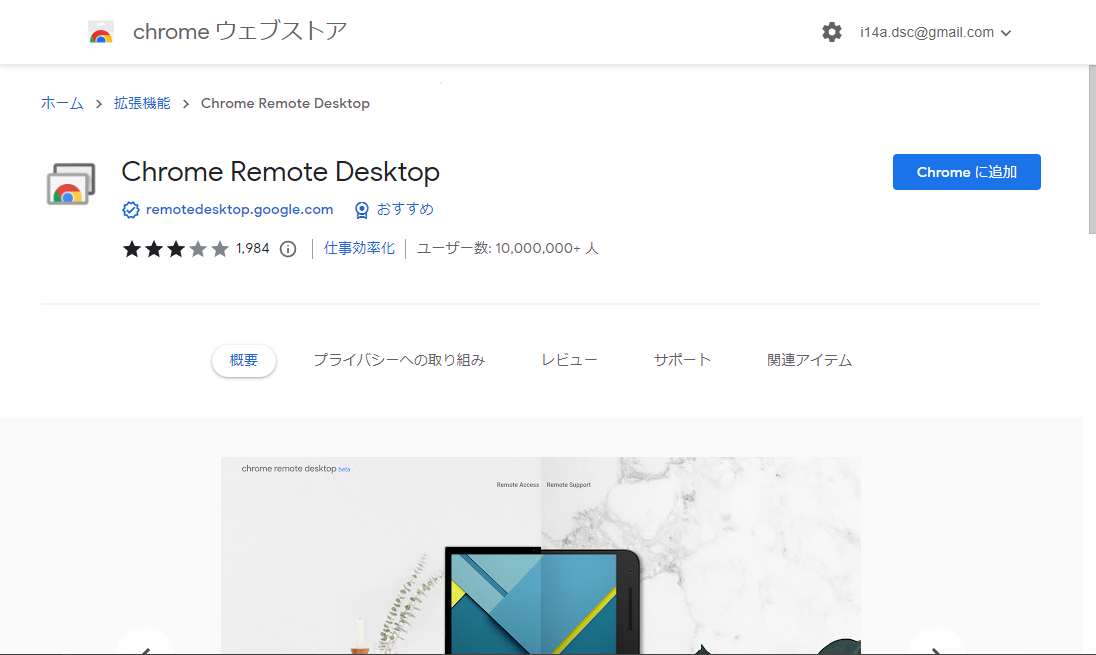 chrome ウェブストア
i14a.dsc@gmail.com
ホーム > 拡張機能 > Chrome Remote Desktop
Chrome Remote Desktop
Chrome に追加
remotedesktop.google.com おすすめ
1,984 仕事効率化 ユーザー数: 10,000,000+ 人
概要 プライバシーへの取り組み レビュー サポート 関連アイテム
chrome remote desktop beta
Remote Access Remote Support